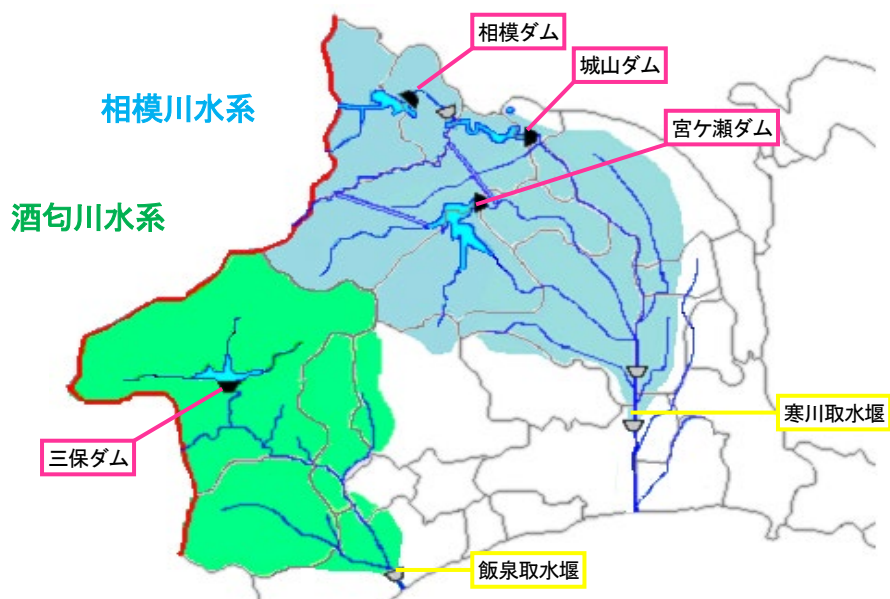 相模ダム
城山ダム
相模川水系
宮ケ瀬ダム
酒匂川水系
寒川取水堰
三保ダム
飯泉取水堰